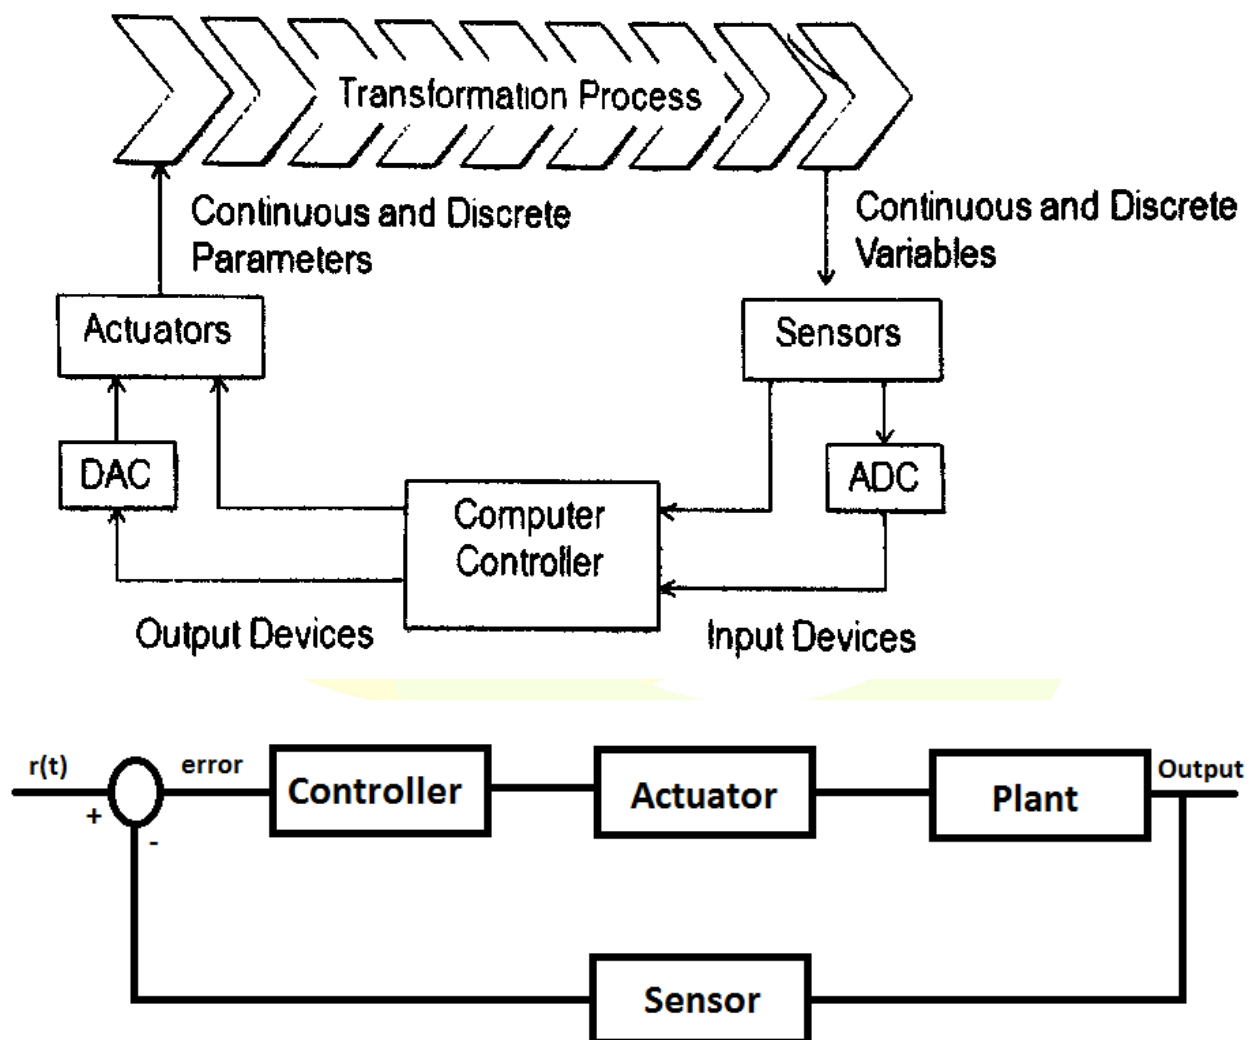 Transformation Process
Continuous and Discrete
Parameters
Continuous and Discrete
Variables
Actuators
Sensors
DAC
ADC
Computer
Controller
Output Devices
Input Devices
r(t)
+
-
error
Controller
Actuator
Plant
Output
Sensor